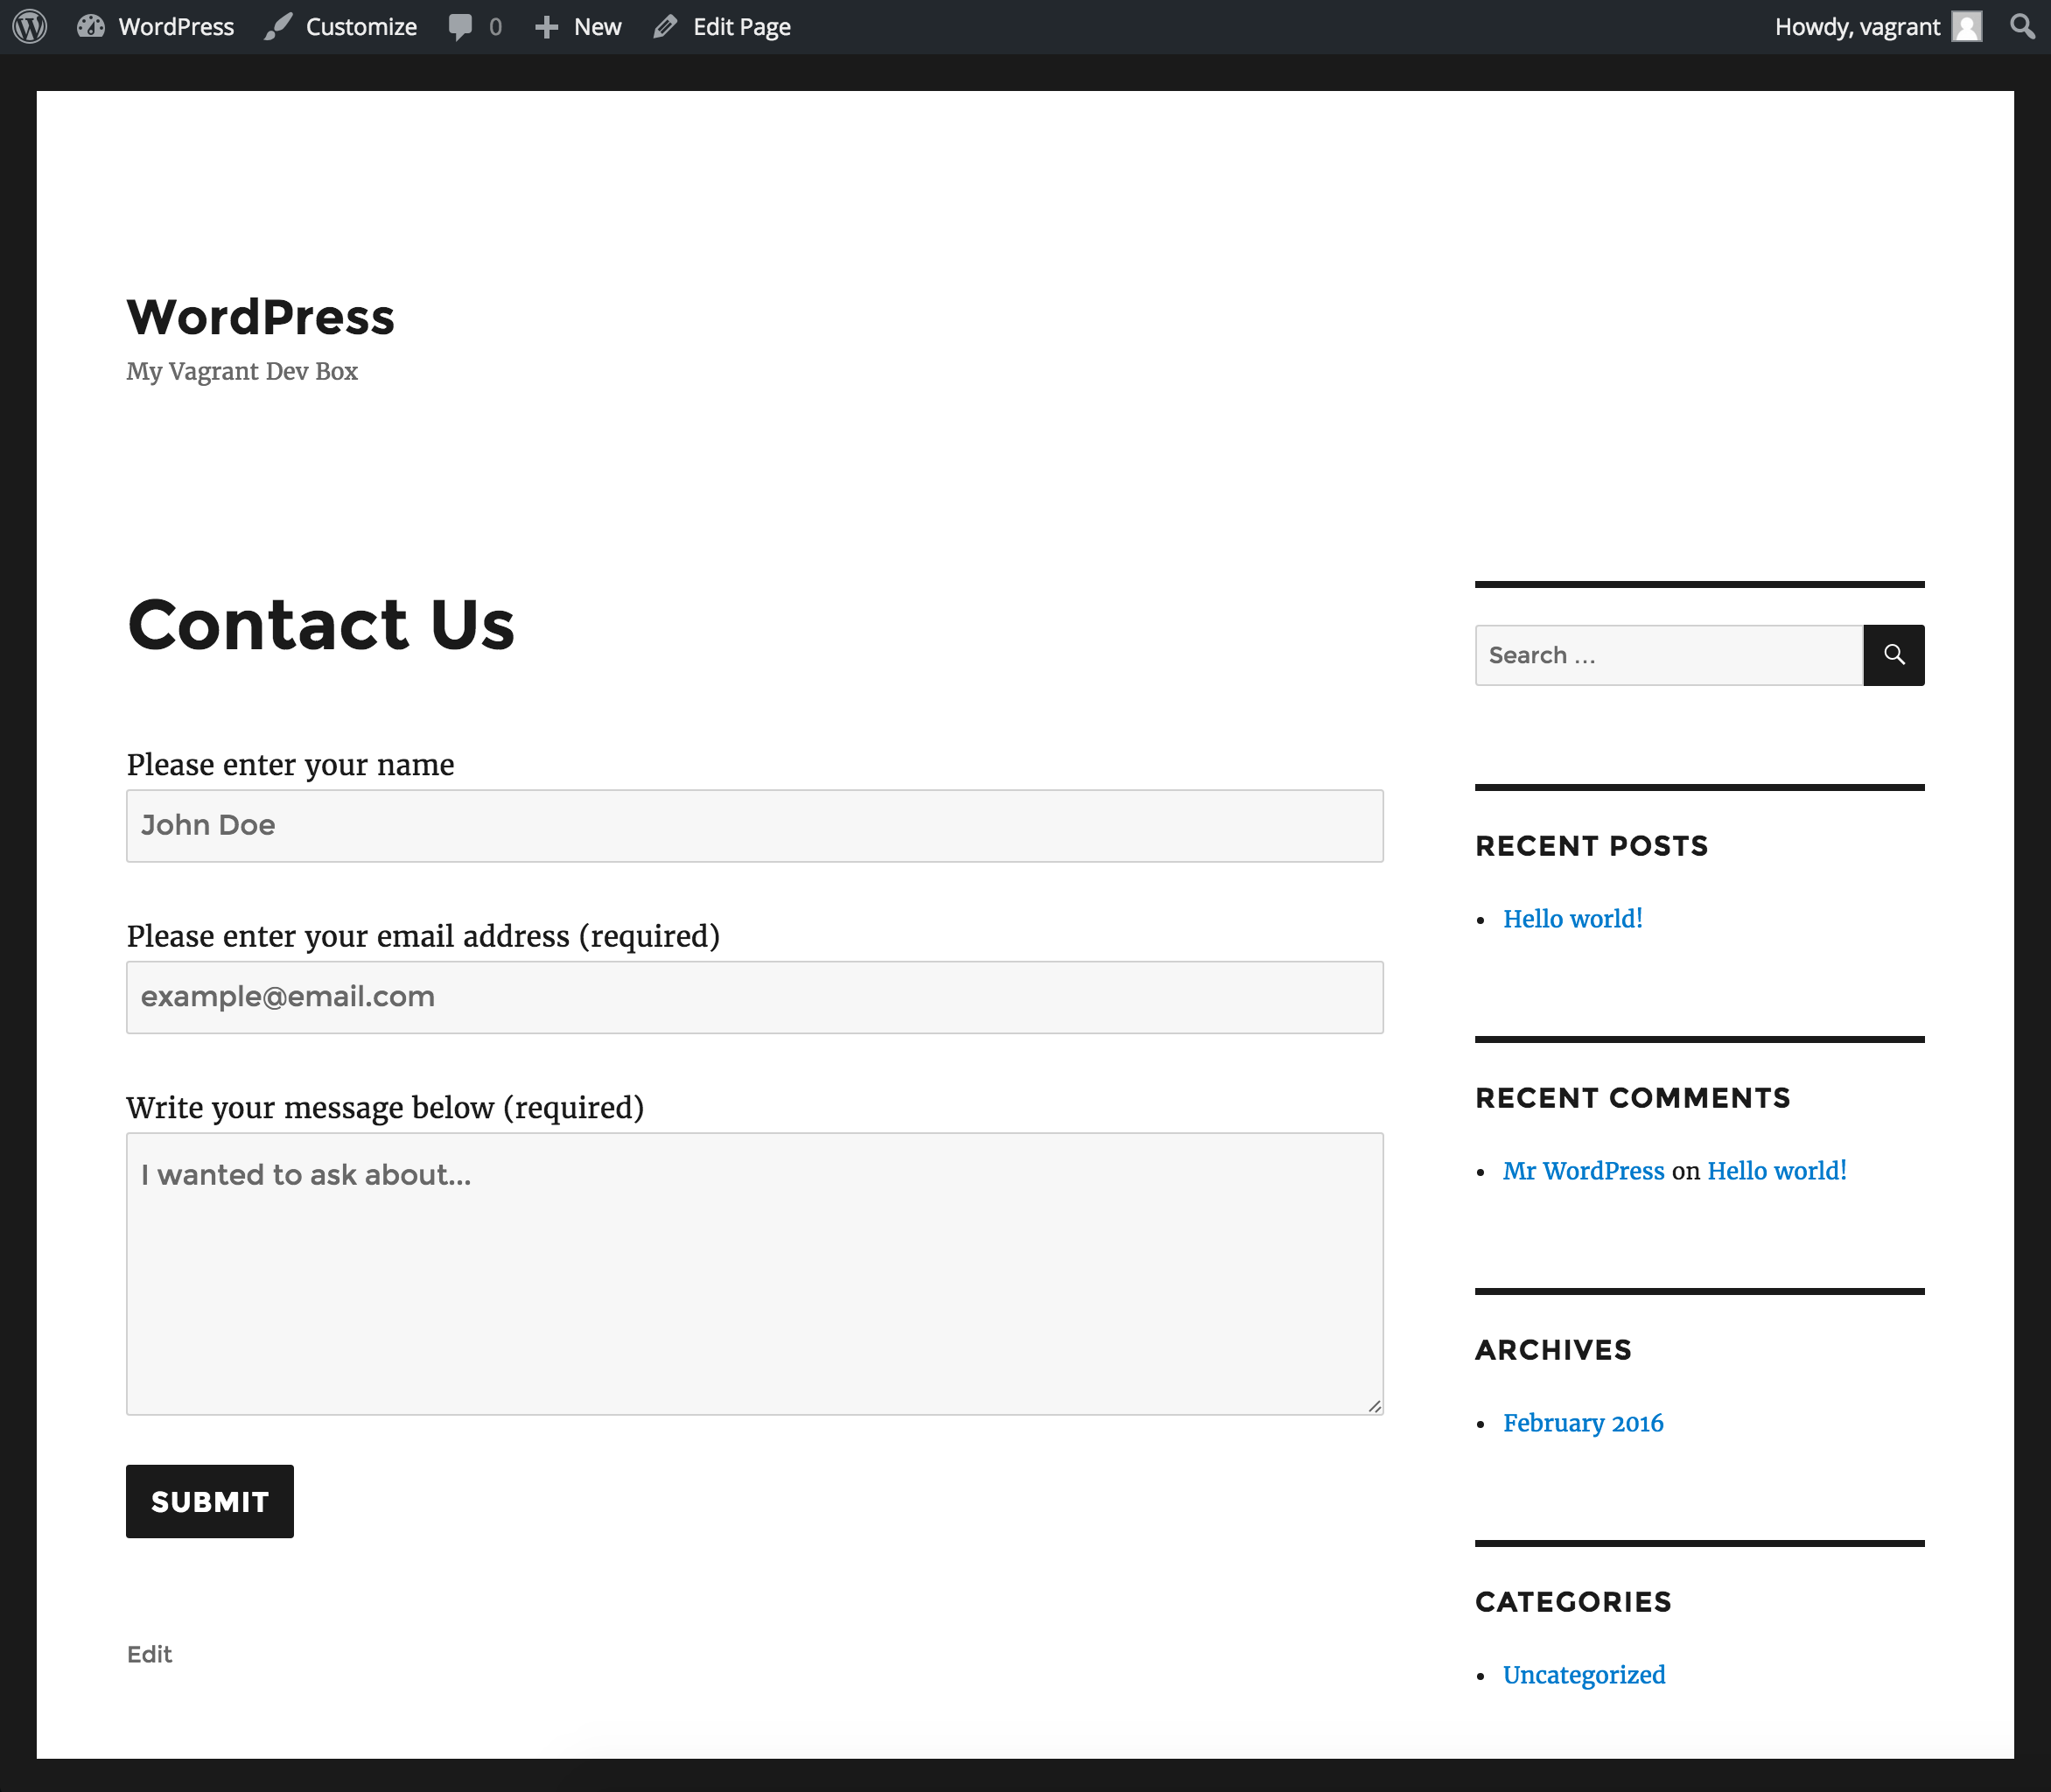 WordPress Customize 0 New Edit Page Howdy, vagrant
WordPress
My Vagrant Dev Box
Contact Us
Please enter your name
John Doe
Please enter your email address (required)
example@email.com
Write your message below (required)
I wanted to ask about...
SUBMIT
Edit
Search ...
RECENT POSTS
Hello world!
RECENT COMMENTS
Mr WordPress on Hello world!
ARCHIVES
February 2016
CATEGORIES
Uncategorized